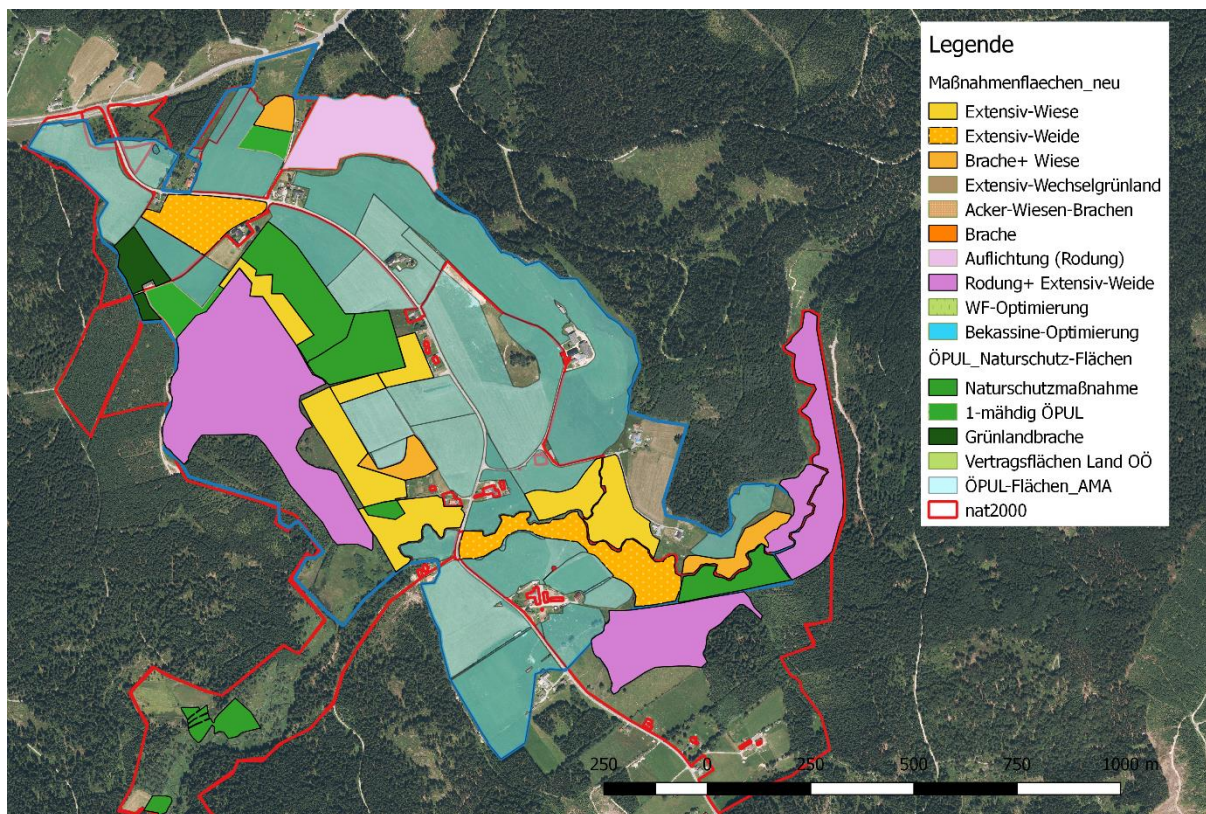 Legende
Maßnahmenflaechen_neu
Extensiv-Wiese
Extensiv-Weide
Brache+ Wiese
Extensiv-Wechselgrünland
Acker-Wiesen-Brachen
Brache
Auflichtung (Rodung)
Rodung+ Extensiv-Weide
WF-Optimierung
Bekassine-Optimierung
ÖPUL_Naturschutz-Flächen
Naturschutzmaßnahme
1-mähdig ÖPUL
Grünlandbrache
Vertragsflächen Land OÖ
ÖPUL-Flächen_AMA
nat2000
250 0 250 500 750 1000 m